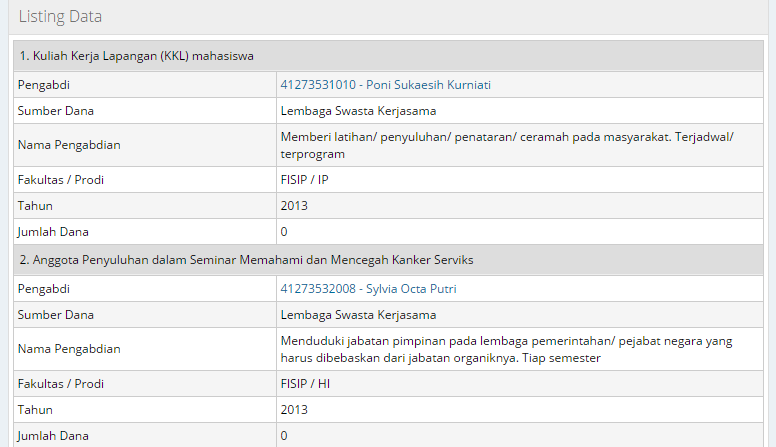 Listing Data
1. Kuliah Kerja Lapangan (KKL) mahasiswa
Pengabdi 41273531010 - Poni Sukaesih Kurniati
Sumber Dana Lembaga Swasta Kerjasama
Nama Pengabdian Memberi latihan/ penyuluhan/ penataran/ ceramah pada masyarakat. Terjadwal/
terprogram
Fakultas / Prodi FISIP / IP
Tahun 2013
Jumlah Dana 0
2. Anggota Penyuluhan dalam Seminar Memahami dan Mencegah Kanker Serviks
Pengabdi 41273532008 - Sylvia Octa Putri
Sumber Dana Lembaga Swasta Kerjasama
Nama Pengabdian Menduduki jabatan pimpinan pada lembaga pemerintahan/ pejabat negara yang
harus dibebaskan dari jabatan organiknya. Tiap semester
Fakultas / Prodi FISIP / HI
Tahun 2013
Jumlah Dana 0